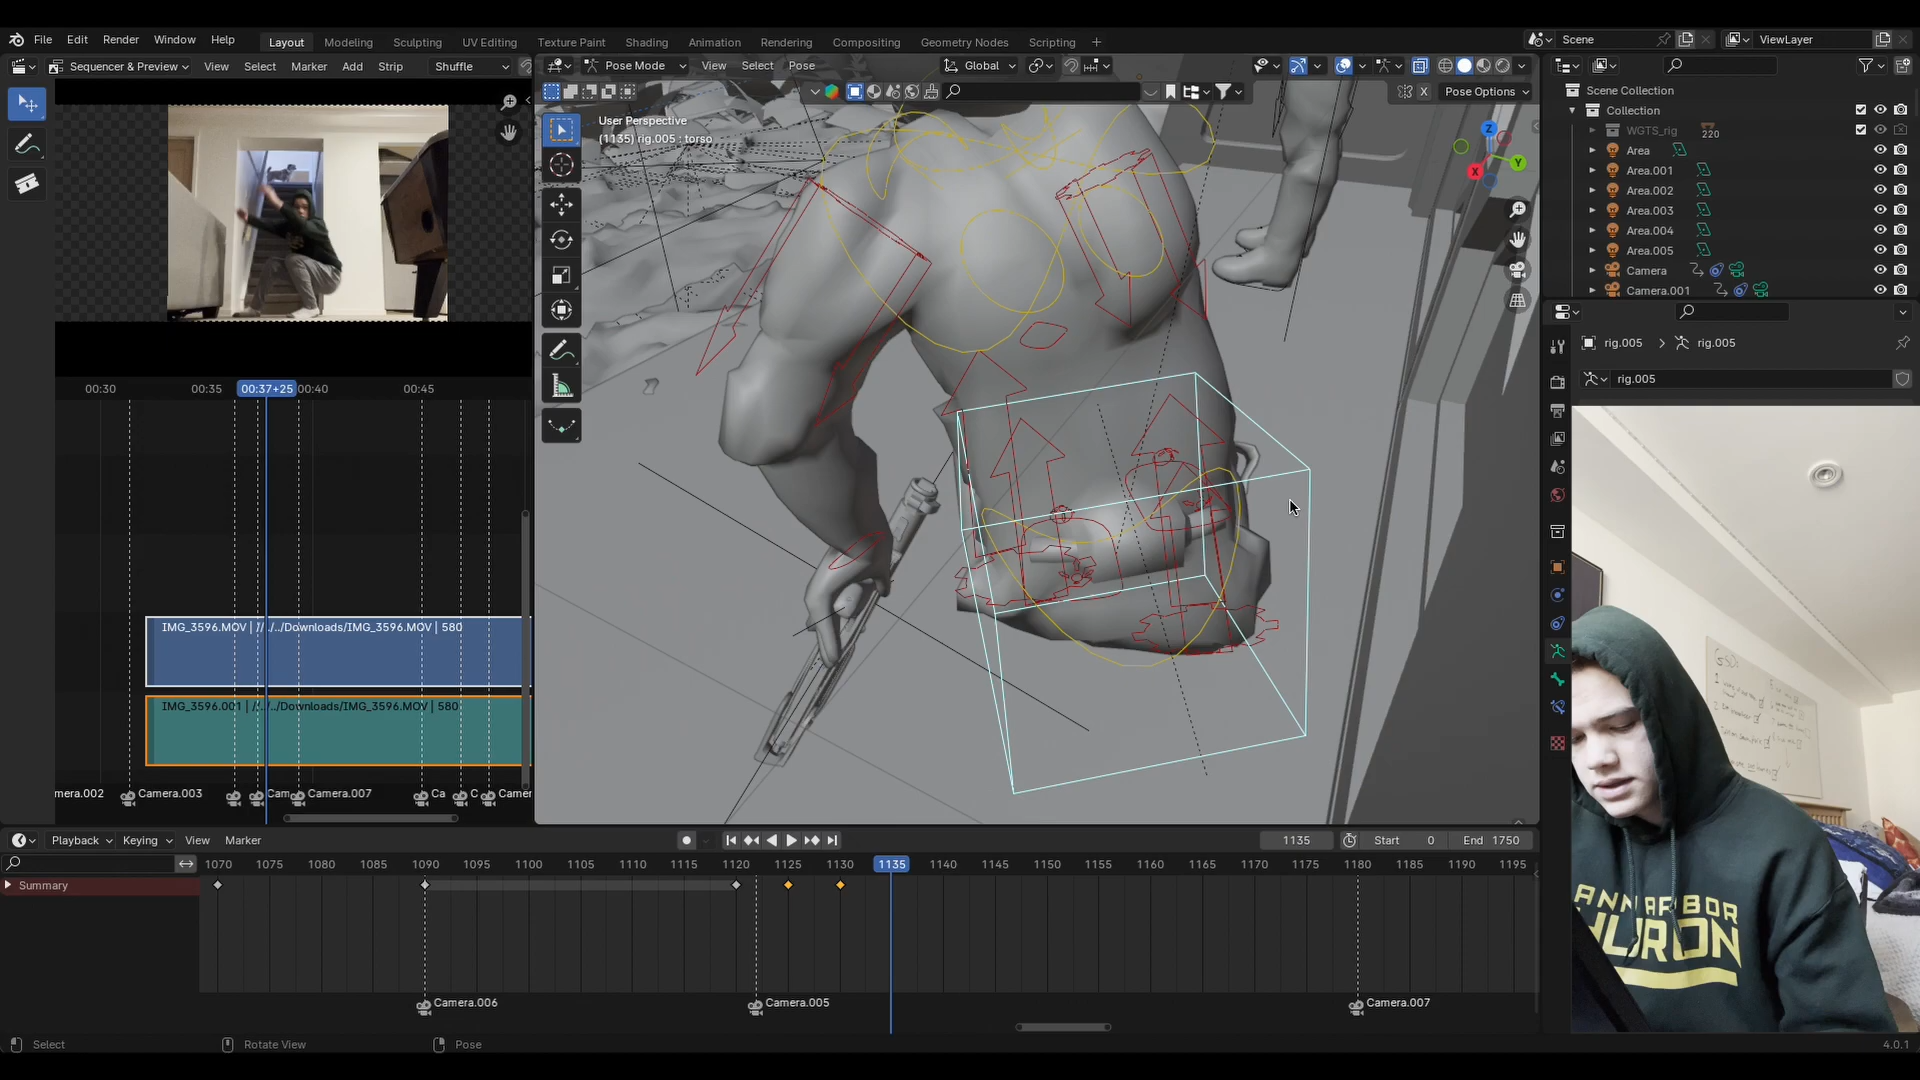 File Edit Render Window Help Layout Modeling Sculpting UV Editing Texture Paint Shading Animation Rendering Compositing Geometry Nodes Scripting + Scene ViewLayer
Sequencer & Preview View Select Marker Add Strip Shuffle Pose Mode View Select Pose Global
X Pose Options
Scene Collection
Collection
WGTS_rig 220
Area
Area.001
Area.002
Area.003
Area.004
Area.005
Camera
Camera.001
User Perspective
(1135) rig.005 : torso
Z
Y
X
rig.005 > rig.005
rig.005
00:30 00:35 00:37+25 00:40 00:45
IMG_3596.MOV | //../../Downloads/IMG_3596.MOV | 580
IMG_3596.001 | //../../Downloads/IMG_3596.MOV | 580
mera.002 Camera.003 Cam Camera.007 Ca C Camer
Playback Keying View Marker 1135 Start 0 End 1750
1070 1075 1080 1085 1090 1095 1100 1105 1110 1115 1120 1125 1130 1135 1140 1145 1150 1155 1160 1165 1170 1175 1180 1185 1190 1195
Summary
Camera.006 Camera.005 Camera.007
Select Rotate View Pose 4.0.1
ANN ARBOR
HURON